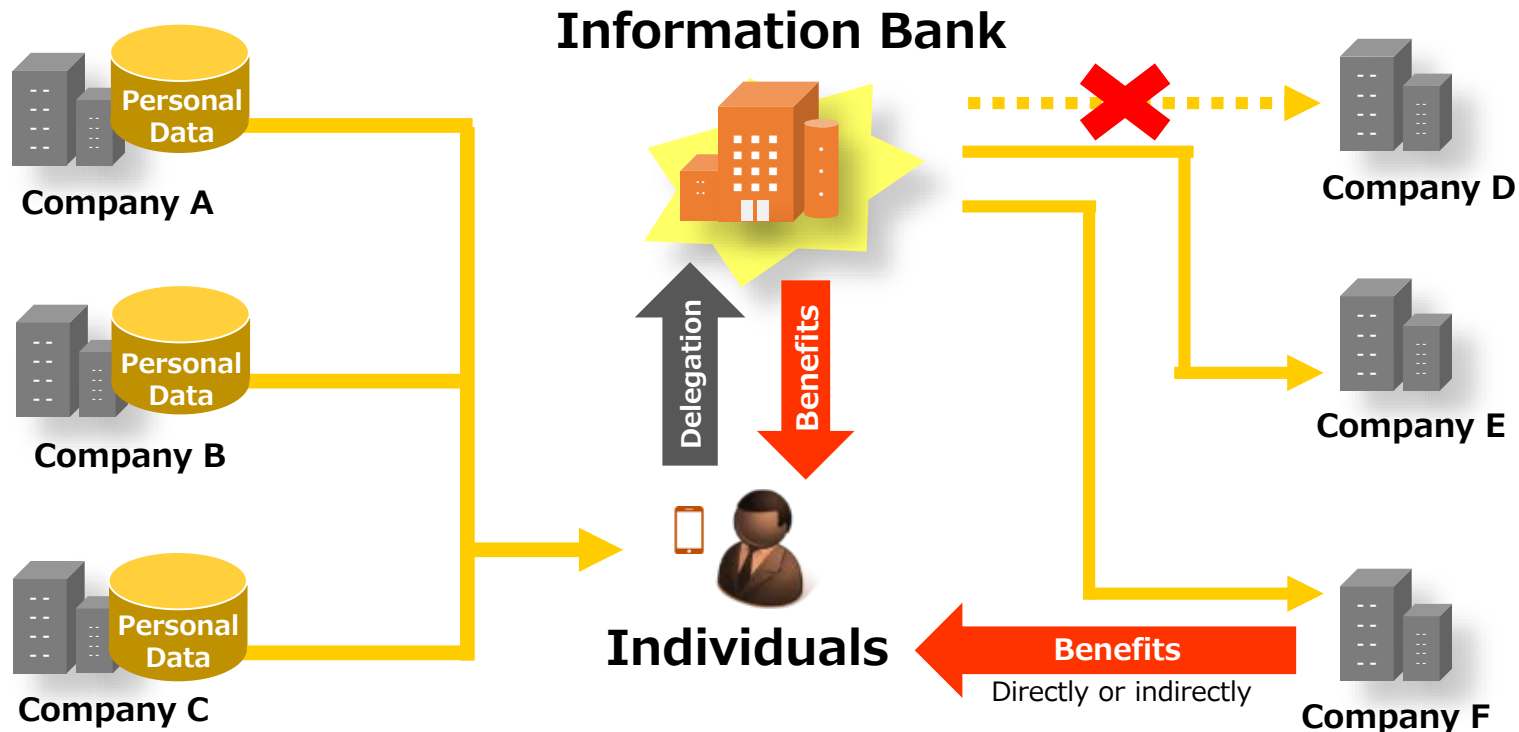 Information Bank
Personal
Data
Company A
Company D
Personal
Data
Company B
Delegation
Benefits
Company E
Personal
Data
Company C
Individuals
Benefits
Directly or indirectly
Company F